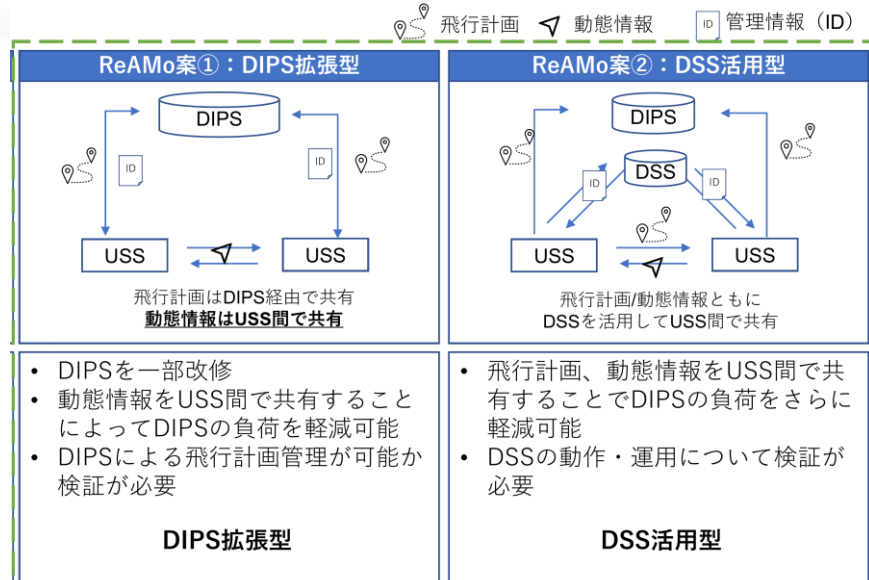 飛行計画
動態情報
ID
管理情報（ID）
ReAMo案①：DIPS拡張型
DIPS
ID
ID
USS
USS
飛行計画はDIPS経由で共有
動態情報はUSS間で共有
・ DIPSを一部改修
・ 動態情報をUSS間で共有すること
によってDIPSの負荷を軽減可能
・ DIPSによる飛行計画管理が可能か
検証が必要
DIPS拡張型
ReAMo案②：DSS活用型
DIPS
DSS
ID
ID
USS
USS
飛行計画/動態情報ともに
DSSを活用してUSS間で共有
・ 飛行計画、動態情報をUSS間で共
有することでDIPSの負荷をさらに
軽減可能
・ DSSの動作・運用について検証が
必要
DSS活用型